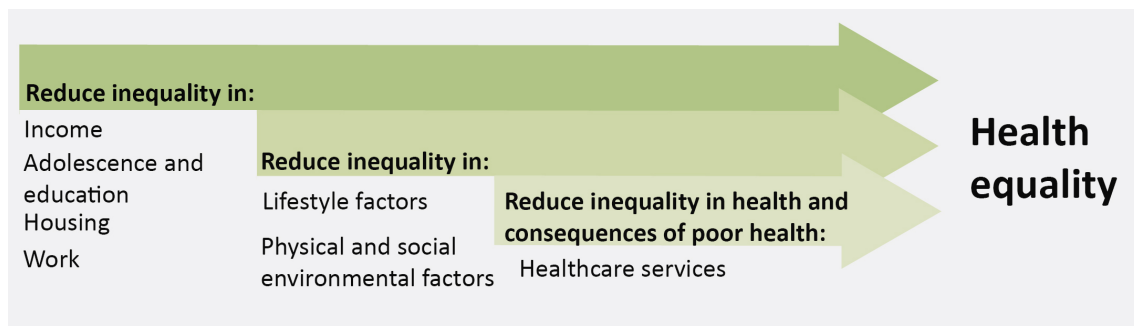 Reduce inequality in:
Income
Adolescence and
education
Housing
Work
Reduce inequality in:
Lifestyle factors
Physical and social
environmental factors
Reduce inequality in health and
consequences of poor health:
Healthcare services
Health
equality